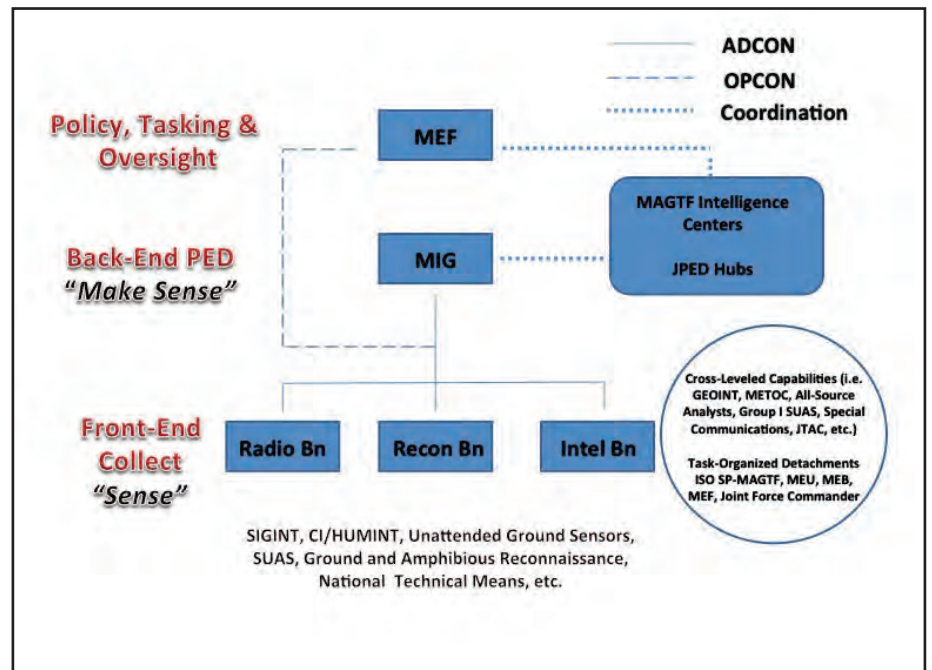 ADCON
OPCON
Coordination
Policy, Tasking &
Oversight
MEF
MAGTF Intelligence
Centers
JPED Hubs
Back-End PED
“Make Sense”
MIG
Front-End
Collect
“Sense”
Radio Bn
Recon Bn
Intel Bn
Cross-Leveled Capabilities (i.e.
GEOINT, METOC, All-Source
Analysts, Group I SUAS, Special
Communications, JTAC, etc.)
Task-Organized Detachments
ISO SP-MAGTF, MEU, MEB,
MEF, Joint Force Commander
SIGINT, CI/HUMINT, Unattended Ground Sensors,
SUAS, Ground and Amphibious Reconnaissance,
National Technical Means, etc.